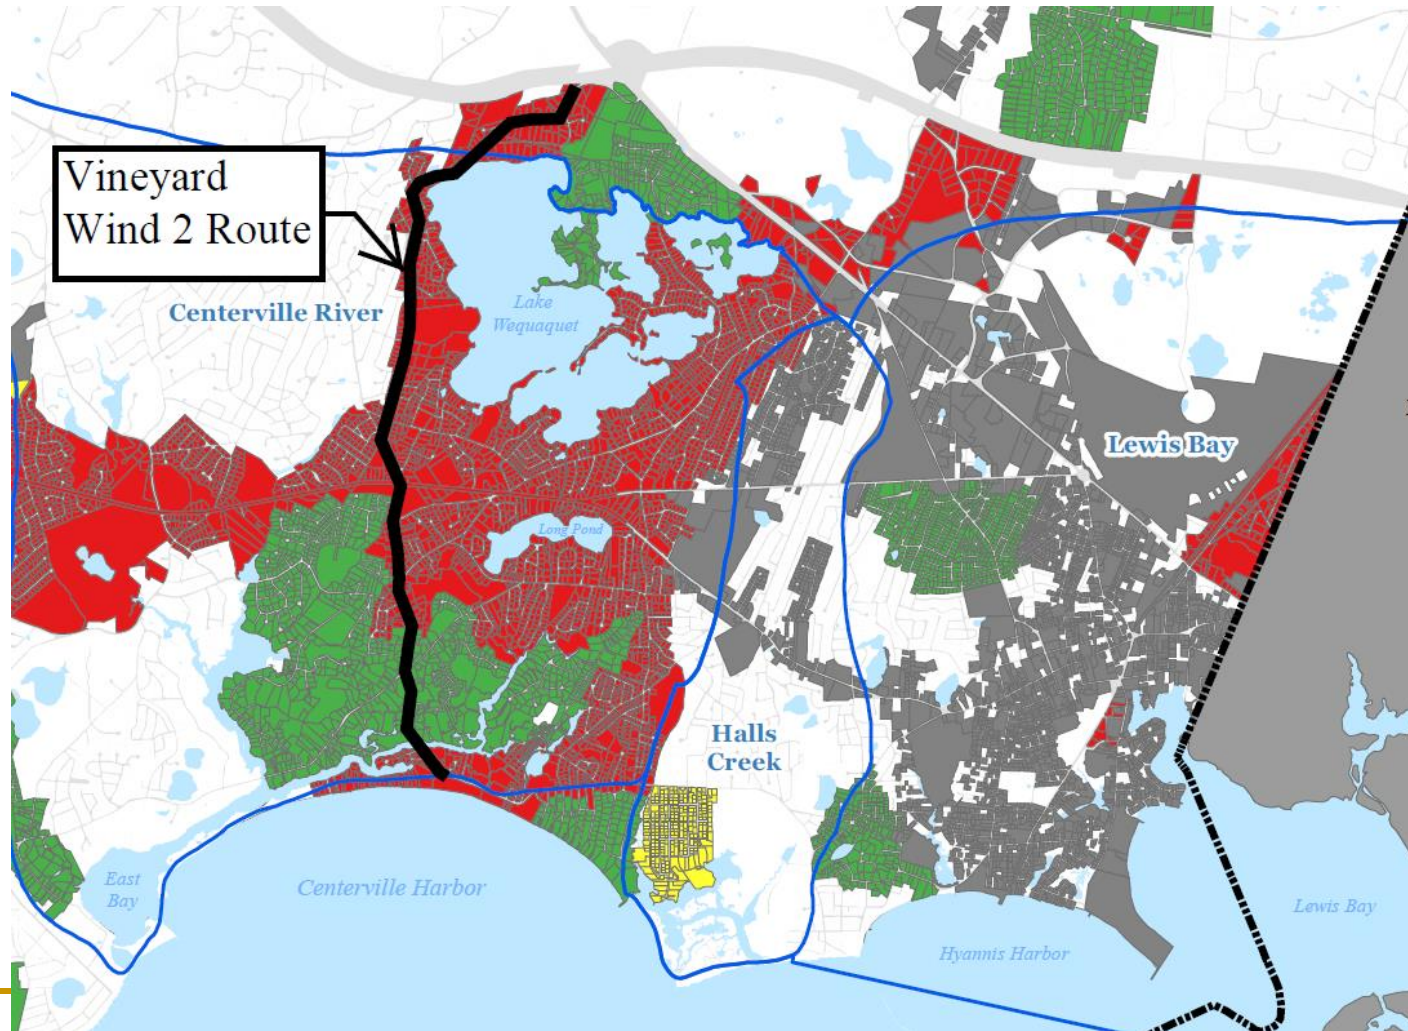 Vineyard
Wind 2 Route
Centerville River
Lake
Wequaquet
Lewis Bay
Long Pond
Halls
Creek
East
Bay
Centerville Harbor
Hyannis Harbor
Lewis Bay